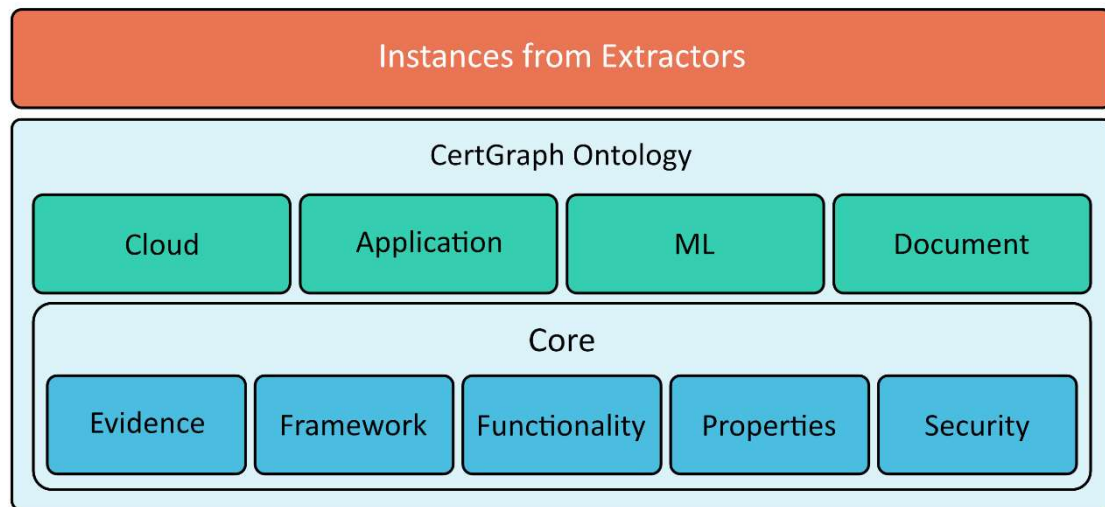 Instances from Extractors
CertGraph Ontology
Cloud
Application
ML
Document
Core
Evidence
Framework
Functionality
Properties
Security